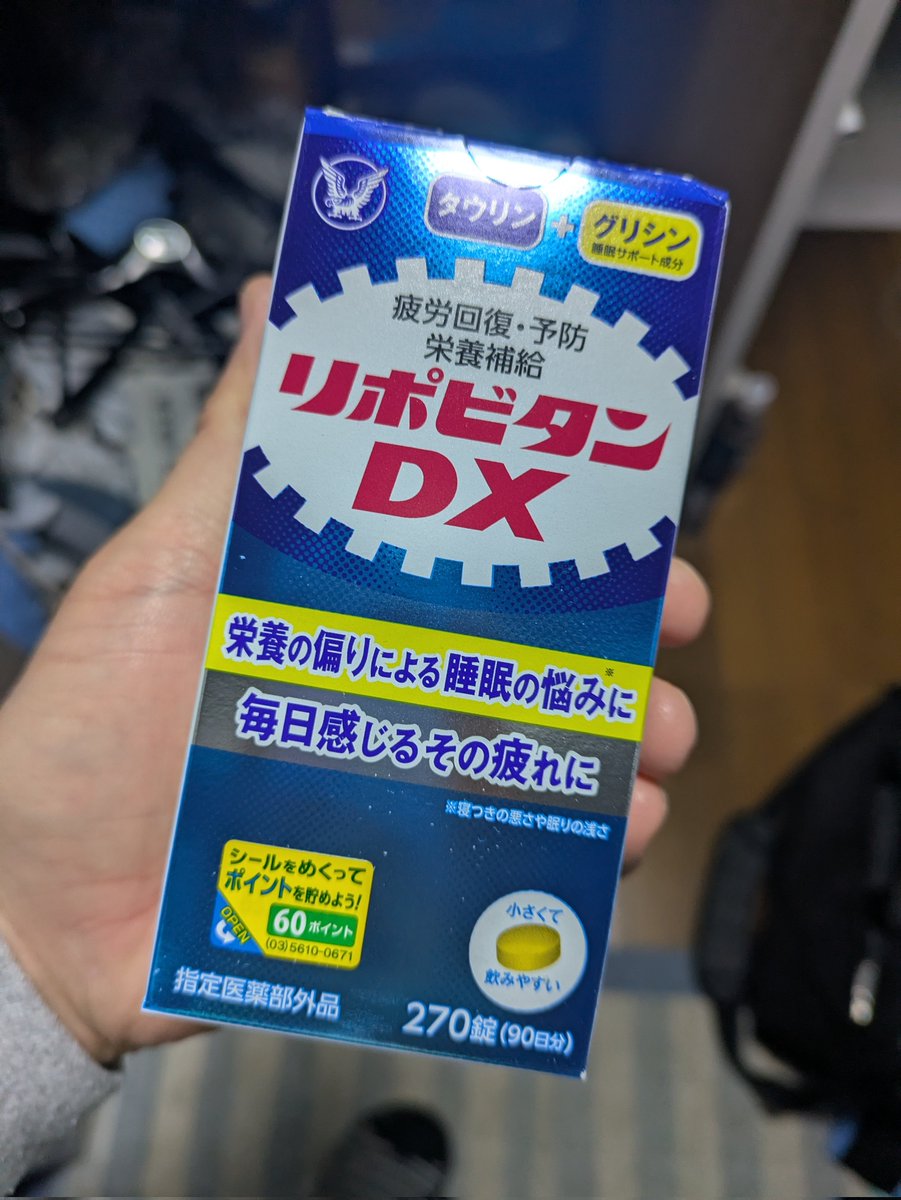 タウリン + グリシン
睡眠サポート成分
疲労回復・予防
栄養補給
リポビタン
DX
栄養の偏りによる睡眠の悩みに※
毎日感じるその疲れに
※寝つきの悪さや眠りの浅さ
シールをめくって
ポイントを貯めよう!
OPEN
60ポイント
(03)5610-0671
小さくて
飲みやすい
指定医薬部外品
270錠(90日分)